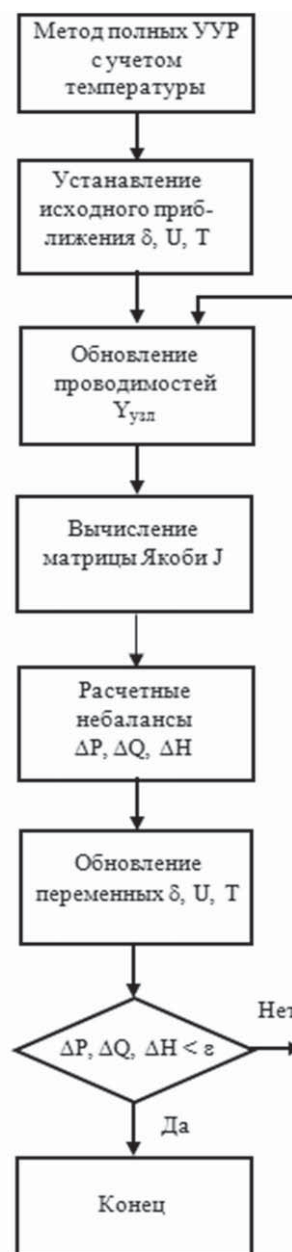 Метод полных УУР
с учетом
температуры
Устанавление
исходного приб-
лижения δ, U, T
Обновление
проводимостей
Yузл
Вычисление
матрицы Якоби J
Расчетные
небалансы
ΔP, ΔQ, ΔH
Обновление
переменных δ, U, T
ΔP, ΔQ, ΔH < ε
Нет
Да
Конец